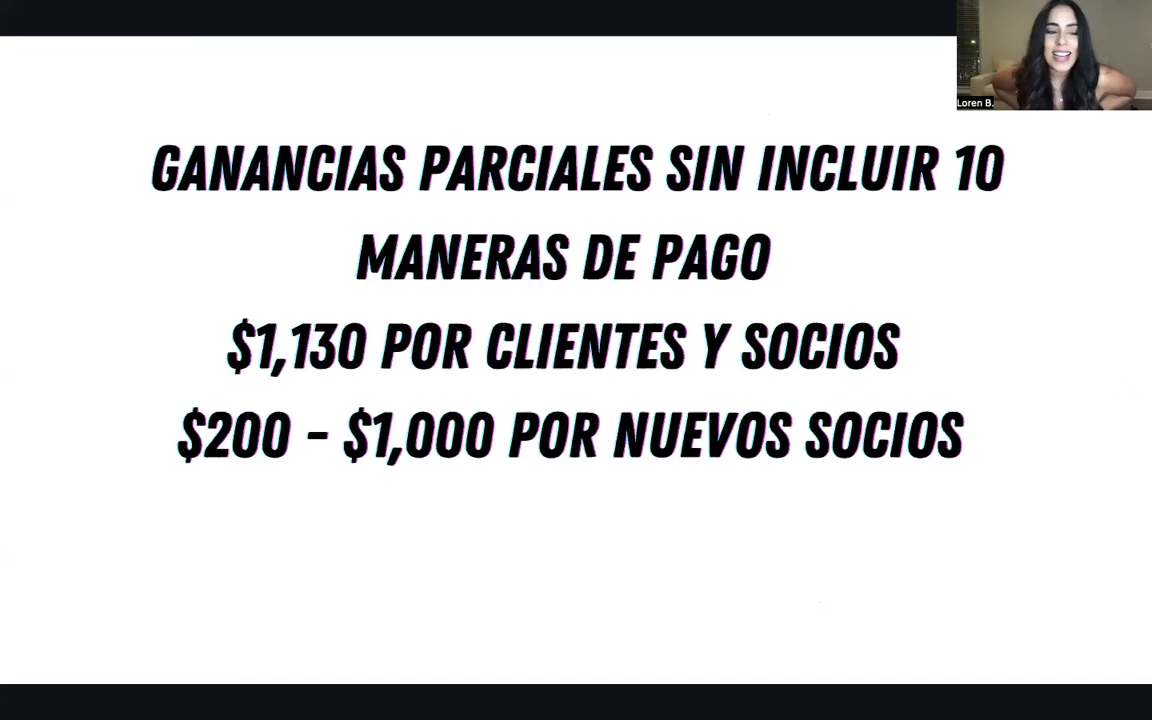 Loren B.
GANANCIAS PARCIALES SIN INCLUIR 10
MANERAS DE PAGO
$1,130 POR CLIENTES Y SOCIOS
$200 - $1,000 POR NUEVOS SOCIOS